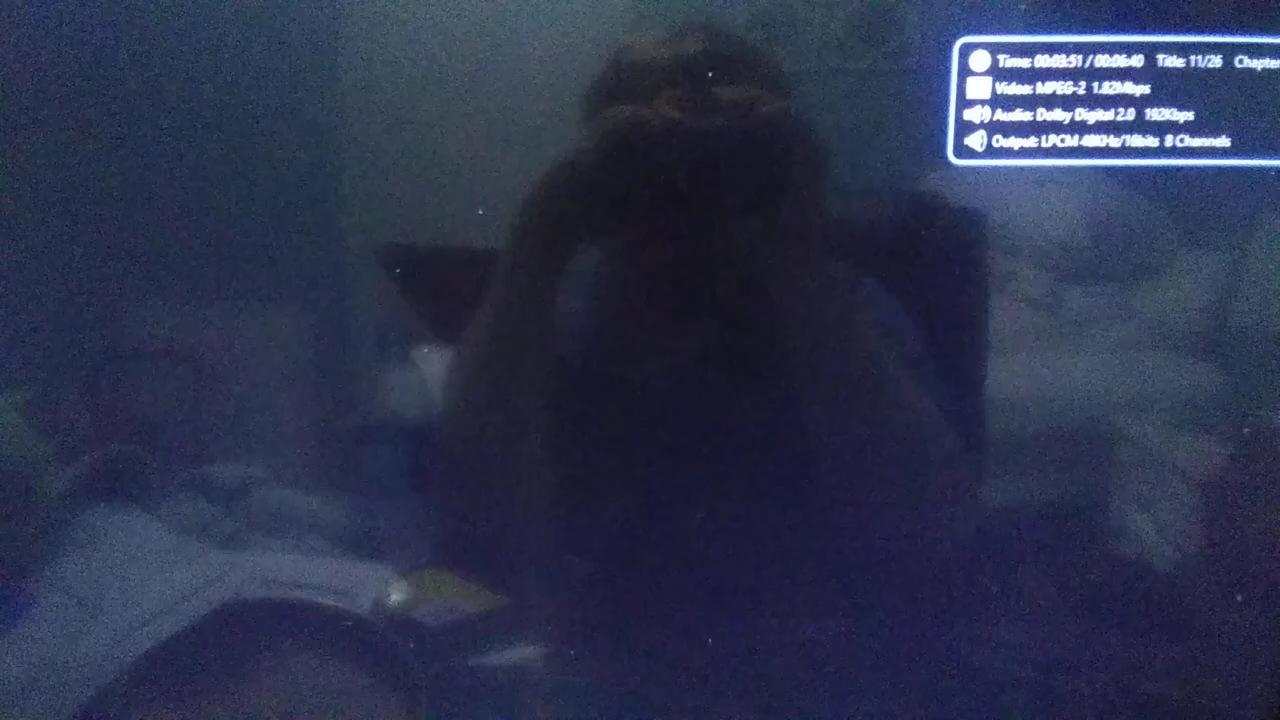 Time: 00:03:51 / 00:06:40 Title: 11/26 Chapter
Video: MPEG-2 1.82Mbps
Audio: Dolby Digital 2.0 192Kbps
Output: LPCM 48KHz/16bits 8 Channels